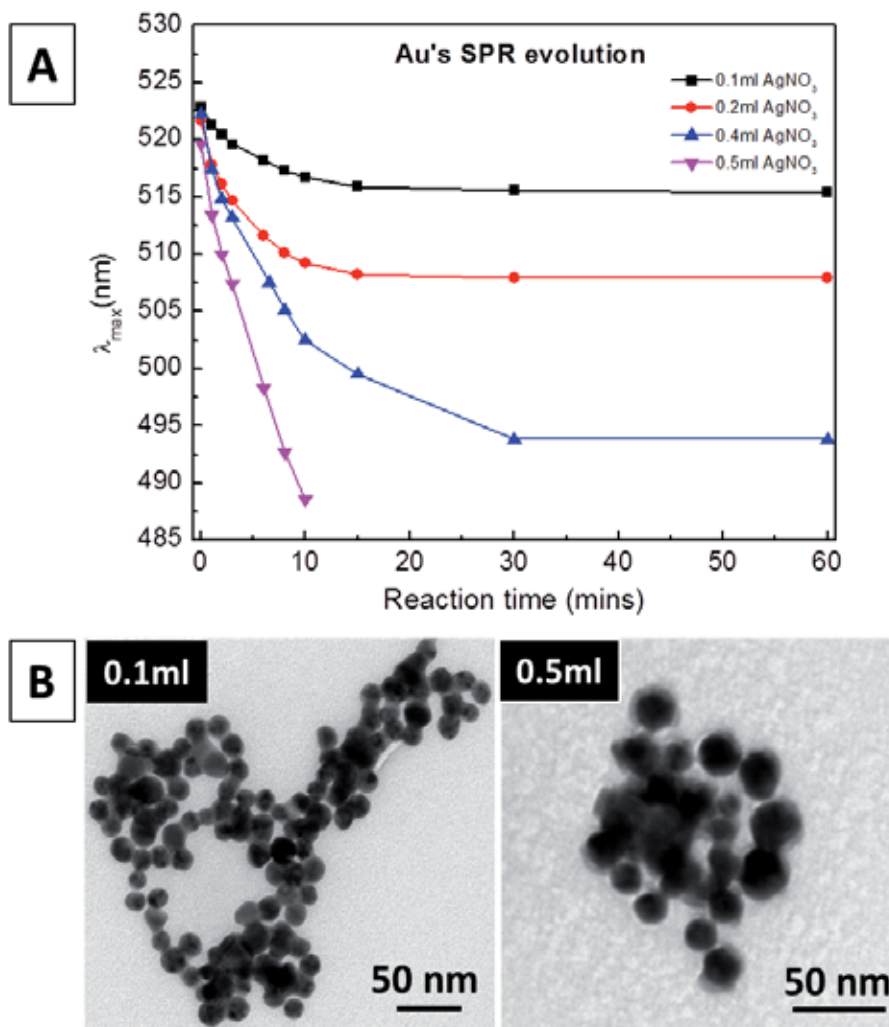 A
Au's SPR evolution
0.1ml AgNO₃
0.2ml AgNO₃
0.4ml AgNO₃
0.5ml AgNO₃
530
525
520
515
510
505
500
495
490
485
λmax(nm)
0
10
20
30
40
50
60
Reaction time (mins)
B
0.1ml
0.5ml
50 nm
50 nm